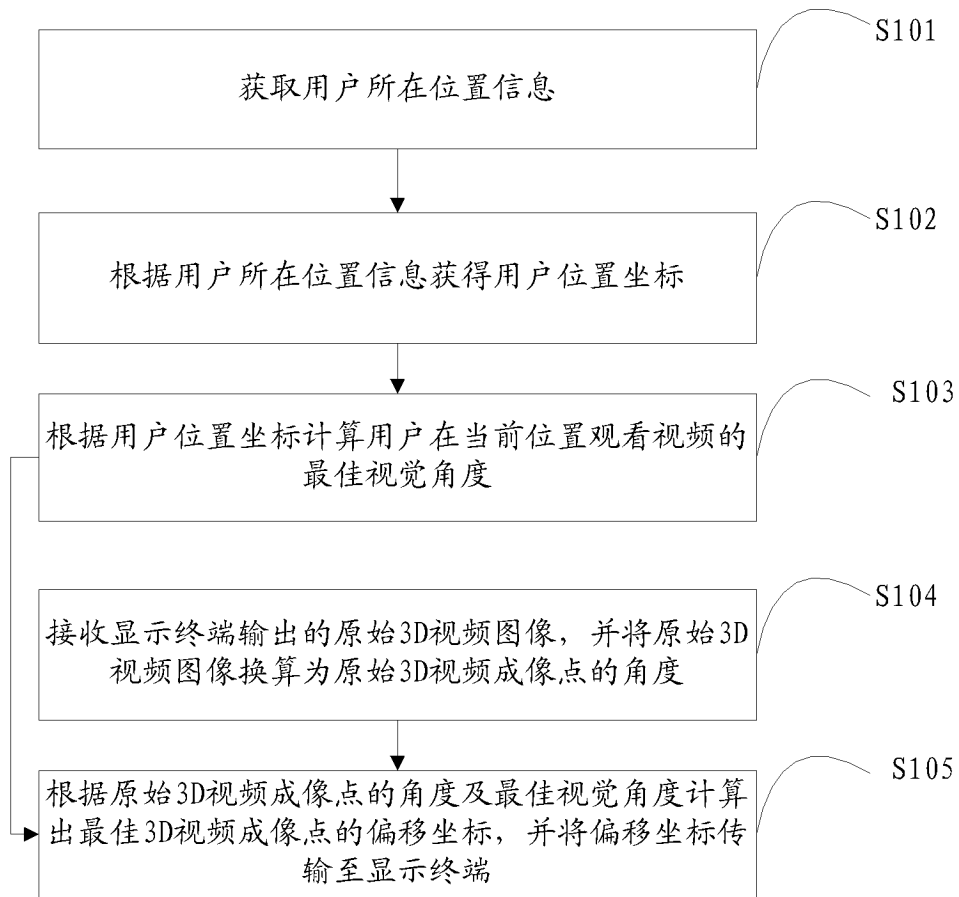 S101
获取用户所在位置信息
S102
根据用户所在位置信息获得用户位置坐标
S103
根据用户位置坐标计算用户在当前位置观看视频的
最佳视觉角度
S104
接收显示终端输出的原始3D视频图像，并将原始3D
视频图像换算为原始3D视频成像点的角度
S105
根据原始3D视频成像点的角度及最佳视觉角度计算
出最佳3D视频成像点的偏移坐标，并将偏移坐标传
输至显示终端